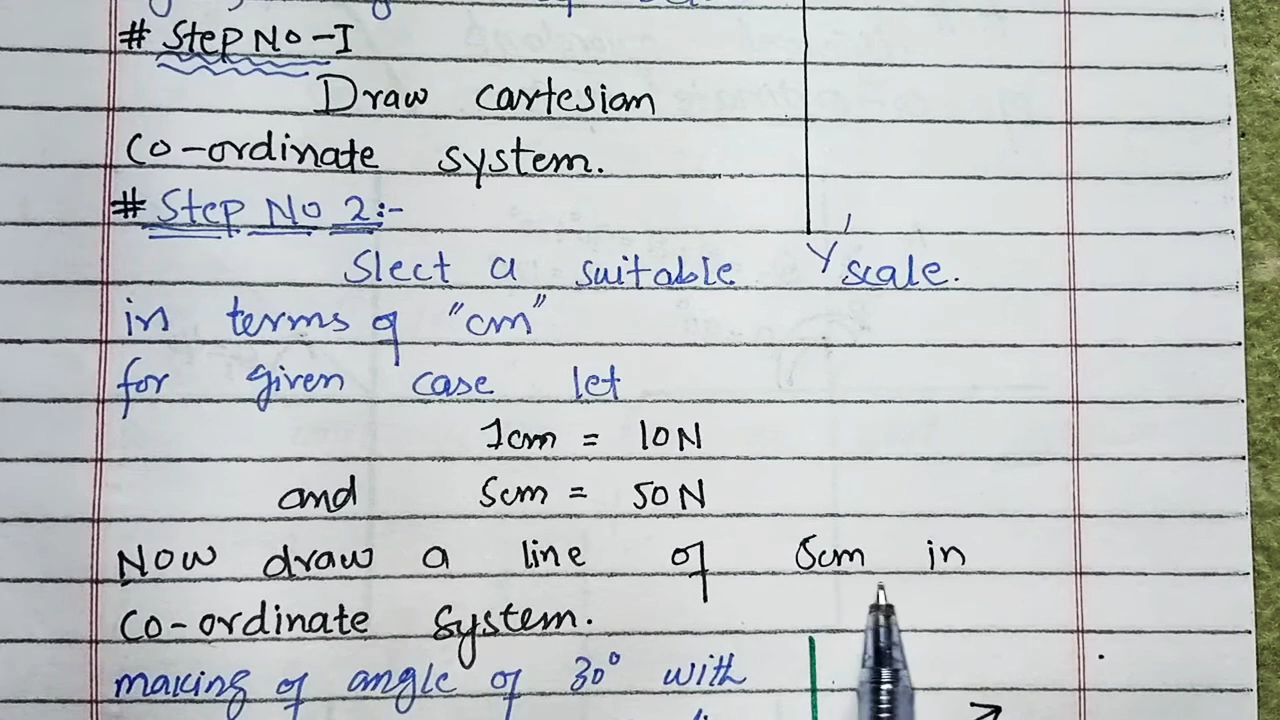 # Step No-I
Draw cartesian
Co-ordinate system.
# Step No 2:-
Slect a suitable scale.
Y'
in terms of "cm"
for given case let
1cm = 10N
and 5cm = 50N
Now draw a line of 5cm in
Co-ordinate system.
making of angle of 30° with